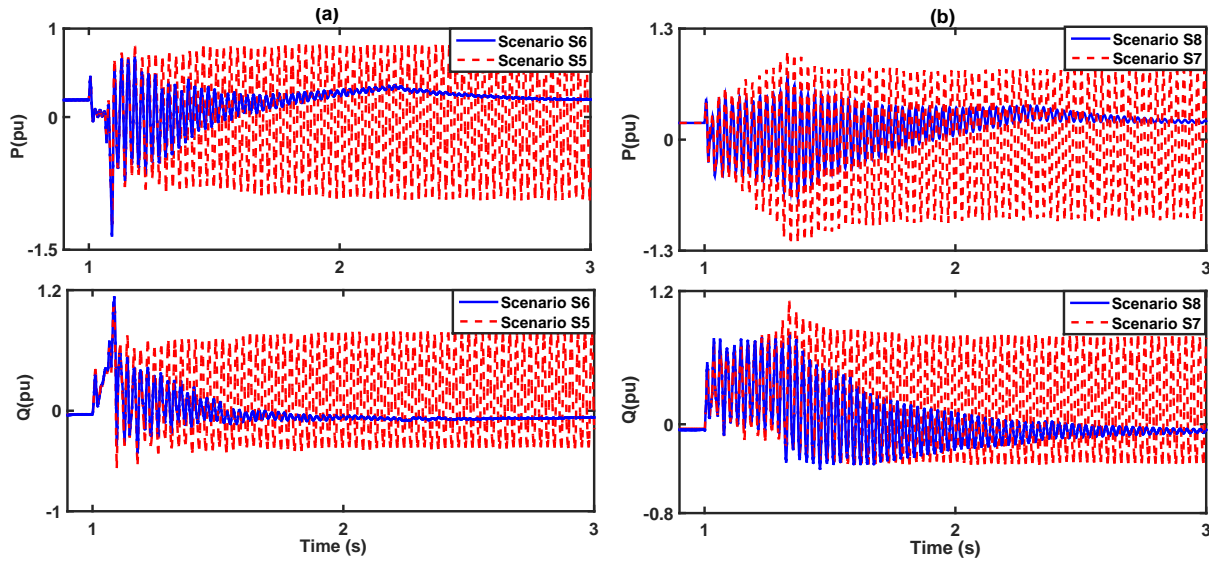 (a)
P(pu)
1
0
-1.5
1
2
3
Scenario S6
Scenario S5
Q(pu)
1.2
0
-1
1
2
3
Scenario S6
Scenario S5
Time (s)
(b)
P(pu)
1.3
0
-1.3
1
2
3
Scenario S8
Scenario S7
Q(pu)
1.2
0
-0.8
1
2
3
Scenario S8
Scenario S7
Time (s)